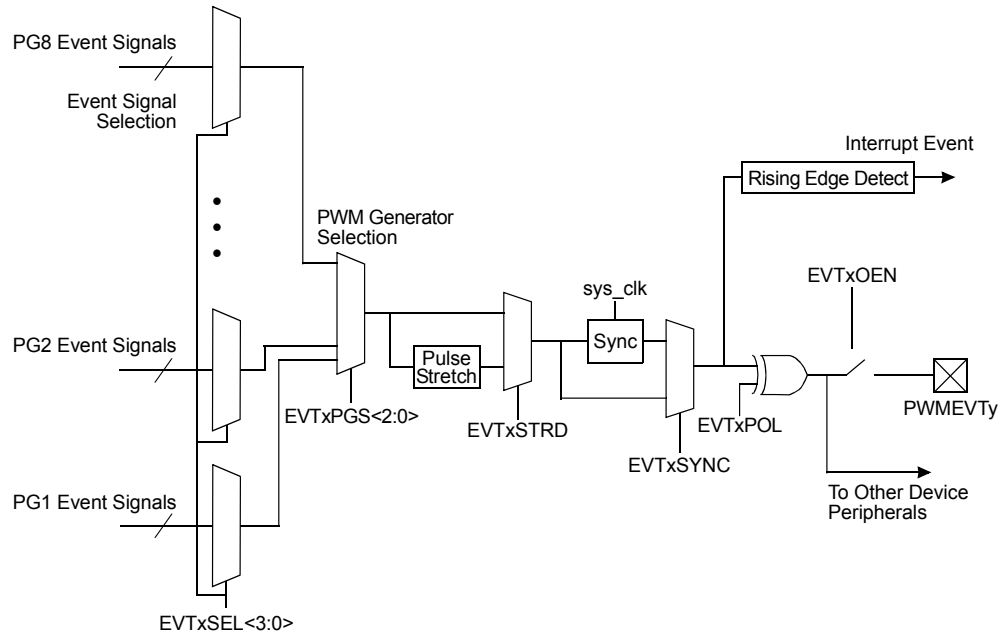 PG8 Event Signals
Event Signal
Selection
Interrupt Event
Rising Edge Detect
PWM Generator
Selection
sys_clk
EVTxOEN
Sync
PG2 Event Signals
Pulse
Stretch
EVTxPGS<2:0>
EVTxSTRD
EVTxPOL
PWMEVTy
EVTxSYNC
To Other Device
Peripherals
PG1 Event Signals
EVTxSEL<3:0>